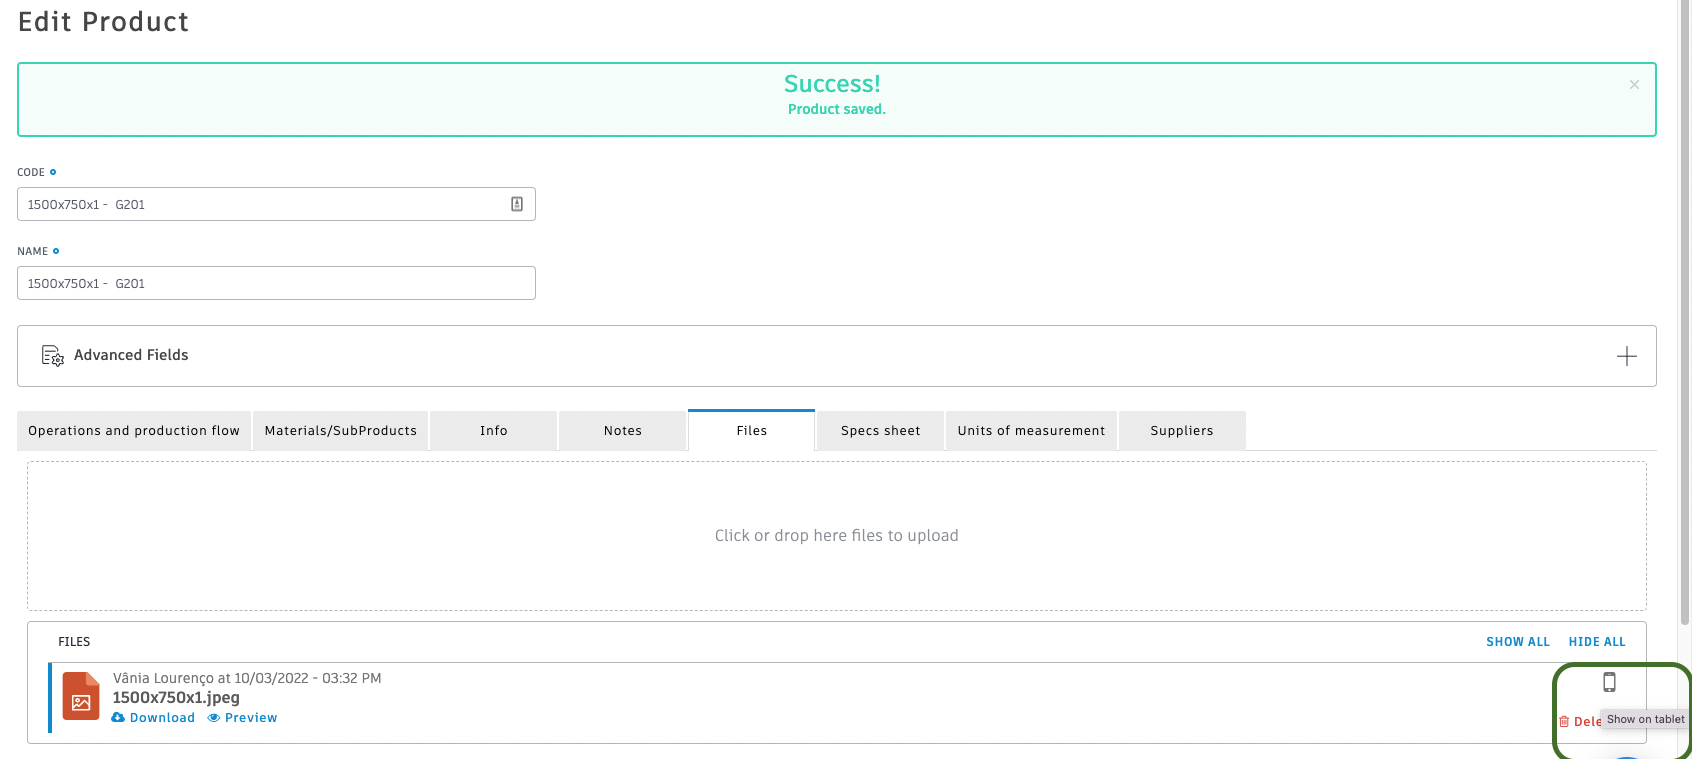 Edit Product
Success!
Product saved.
CODE
1500x750x1 - G201
NAME
1500x750x1 - G201
Advanced Fields
Operations and production flow Materials/SubProducts Info Notes Files Specs sheet Units of measurement Suppliers
Click or drop here files to upload
FILES SHOW ALL HIDE ALL
Vânia Lourenço at 10/03/2022 - 03:32 PM
1500x750x1.jpeg
Download Preview
Dele Show on tablet